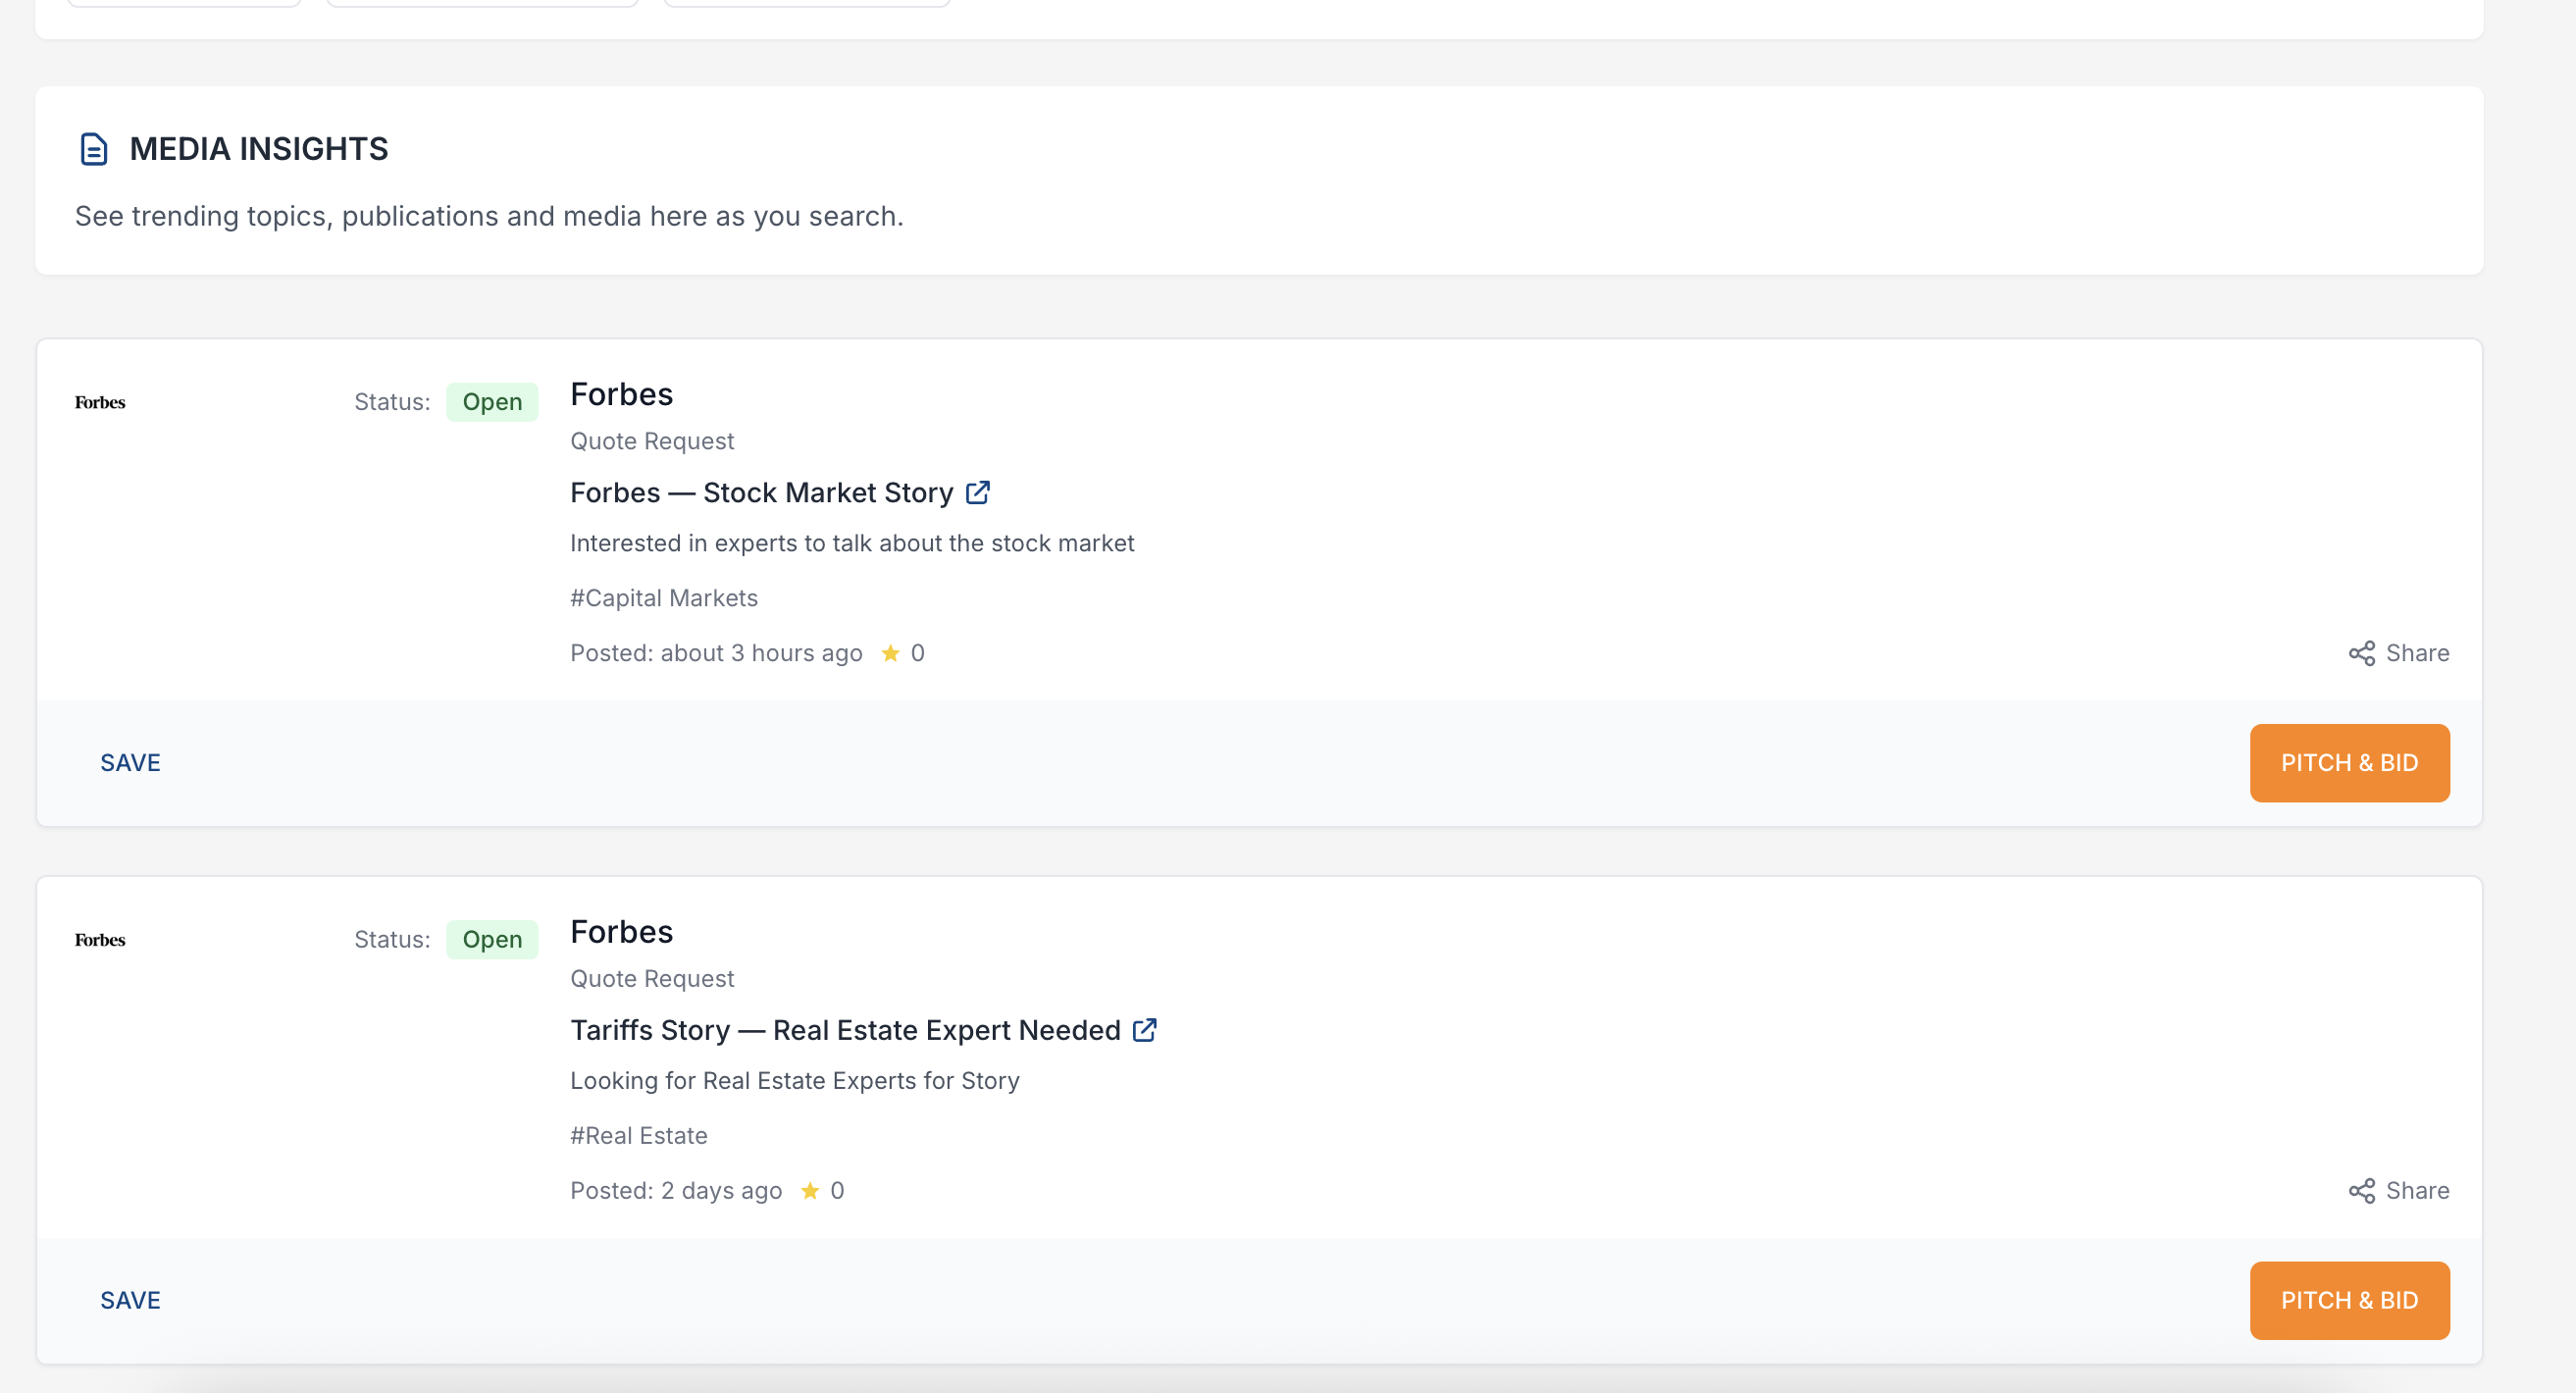 MEDIA INSIGHTS
See trending topics, publications and media here as you search.
Forbes
Status: Open
Forbes
Quote Request
Forbes — Stock Market Story
Interested in experts to talk about the stock market
#Capital Markets
Posted: about 3 hours ago 0
Share
SAVE
PITCH & BID
Forbes
Status: Open
Forbes
Quote Request
Tariffs Story — Real Estate Expert Needed
Looking for Real Estate Experts for Story
#Real Estate
Posted: 2 days ago 0
Share
SAVE
PITCH & BID